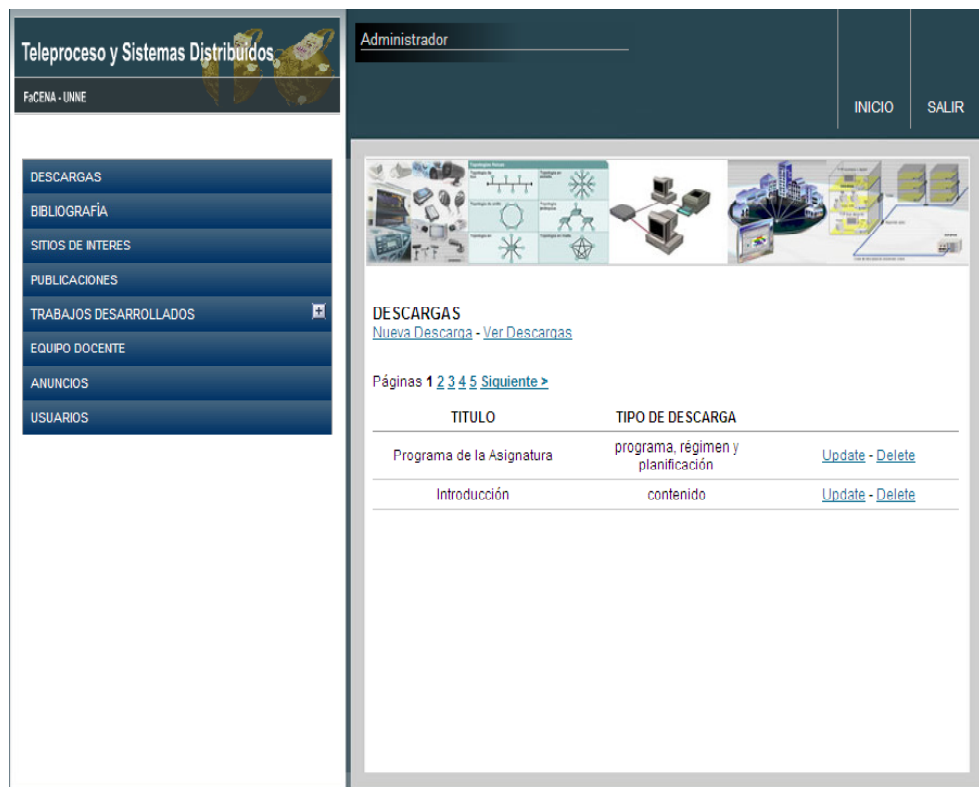 Teleproceso y Sistemas Distribuidos
FaCENA - UNNE
Administrador
INICIO
SALIR
DESCARGAS
BIBLIOGRAFÍA
SITIOS DE INTERES
PUBLICACIONES
TRABAJOS DESARROLLADOS
EQUIPO DOCENTE
ANUNCIOS
USUARIOS
DESCARGAS
Nueva Descarga - Ver Descargas
Páginas 1 2 3 4 5 Siguiente >
TITULO TIPO DE DESCARGA
Programa de la Asignatura programa, régimen y planificación Update - Delete
Introducción contenido Update - Delete